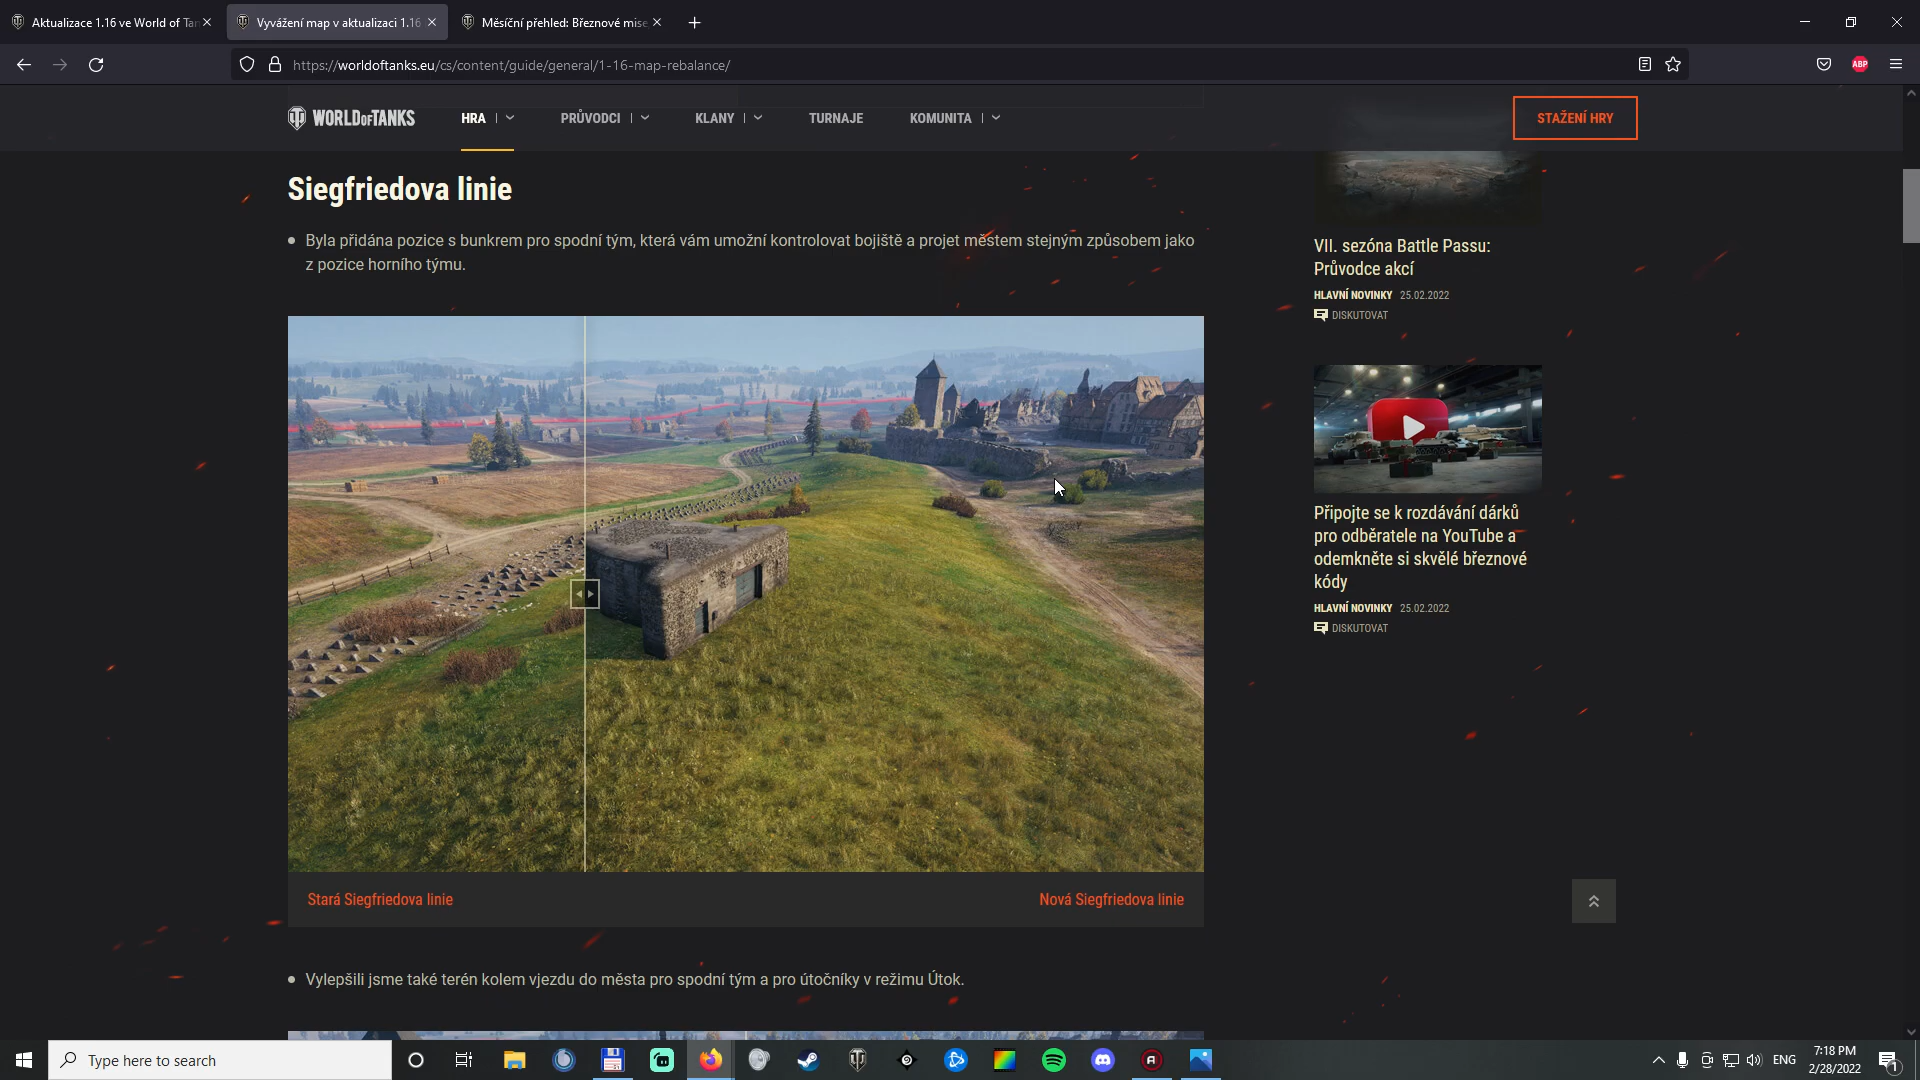 Aktualizace 1.16 ve World of Tan
Vyvážení map v aktualizaci 1.16
Měsíční přehled: Březnové mise,
https://worldoftanks.eu/cs/content/guide/general/1-16-map-rebalance/
ABP
WORLD OF TANKS
HRA
PRŮVODCI
KLANY
TURNAJE
KOMUNITA
STAŽENÍ HRY
Siegfriedova linie
Byla přidána pozice s bunkrem pro spodní tým, která vám umožní kontrolovat bojiště a projet městem stejným způsobem jako
z pozice horního týmu.
Stará Siegfriedova linie
Nová Siegfriedova linie
Vylepšili jsme také terén kolem vjezdu do města pro spodní tým a pro útočníky v režimu Útok.
VII. sezóna Battle Passu:
Průvodce akcí
HLAVNÍ NOVINKY 25.02.2022
DISKUTOVAT
Připojte se k rozdávání dárků
pro odběratele na YouTube a
odemkněte si skvělé březnové
kódy
HLAVNÍ NOVINKY 25.02.2022
DISKUTOVAT
Type here to search
ENG
7:18 PM
2/28/2022
1